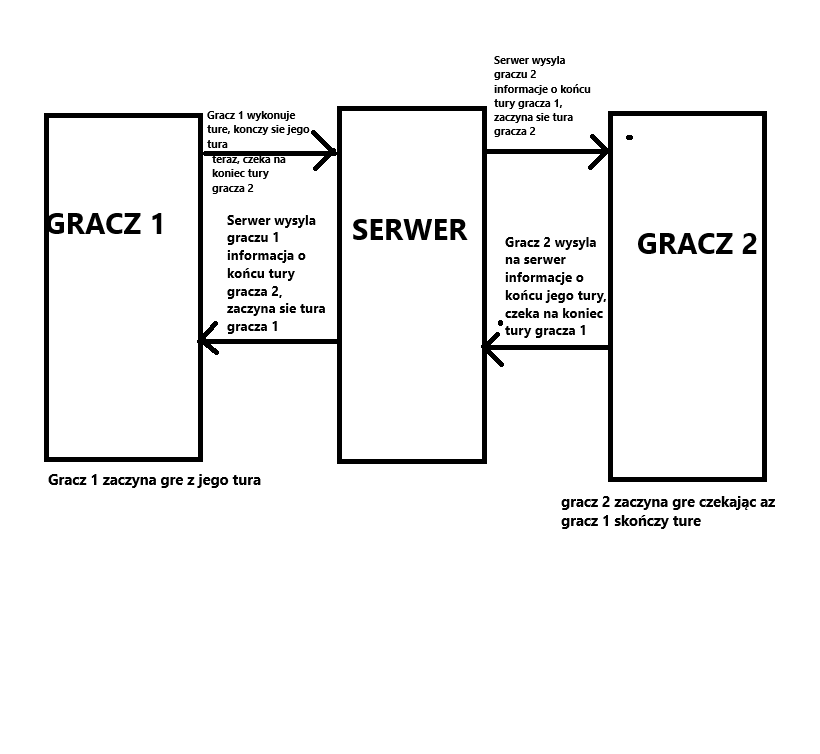 Gracz 1 wykonuje
ture, konczy sie jego
tura
teraz, czeka na
koniec tury
gracza 2
GRACZ 1
Serwer wysyla
graczu 1
informacja o
końcu tury
gracza 2,
zaczyna sie tura
gracza 1
Gracz 1 zaczyna gre z jego tura
SERWER
Serwer wysyla
graczu 2
informacje o końcu
tury gracza 1,
zaczyna sie tura
gracza 2
Gracz 2 wysyla
na serwer
informacje o
końcu jego tury,
czeka na koniec
tury gracza 1
GRACZ 2
gracz 2 zaczyna gre czekając az
gracz 1 skończy ture